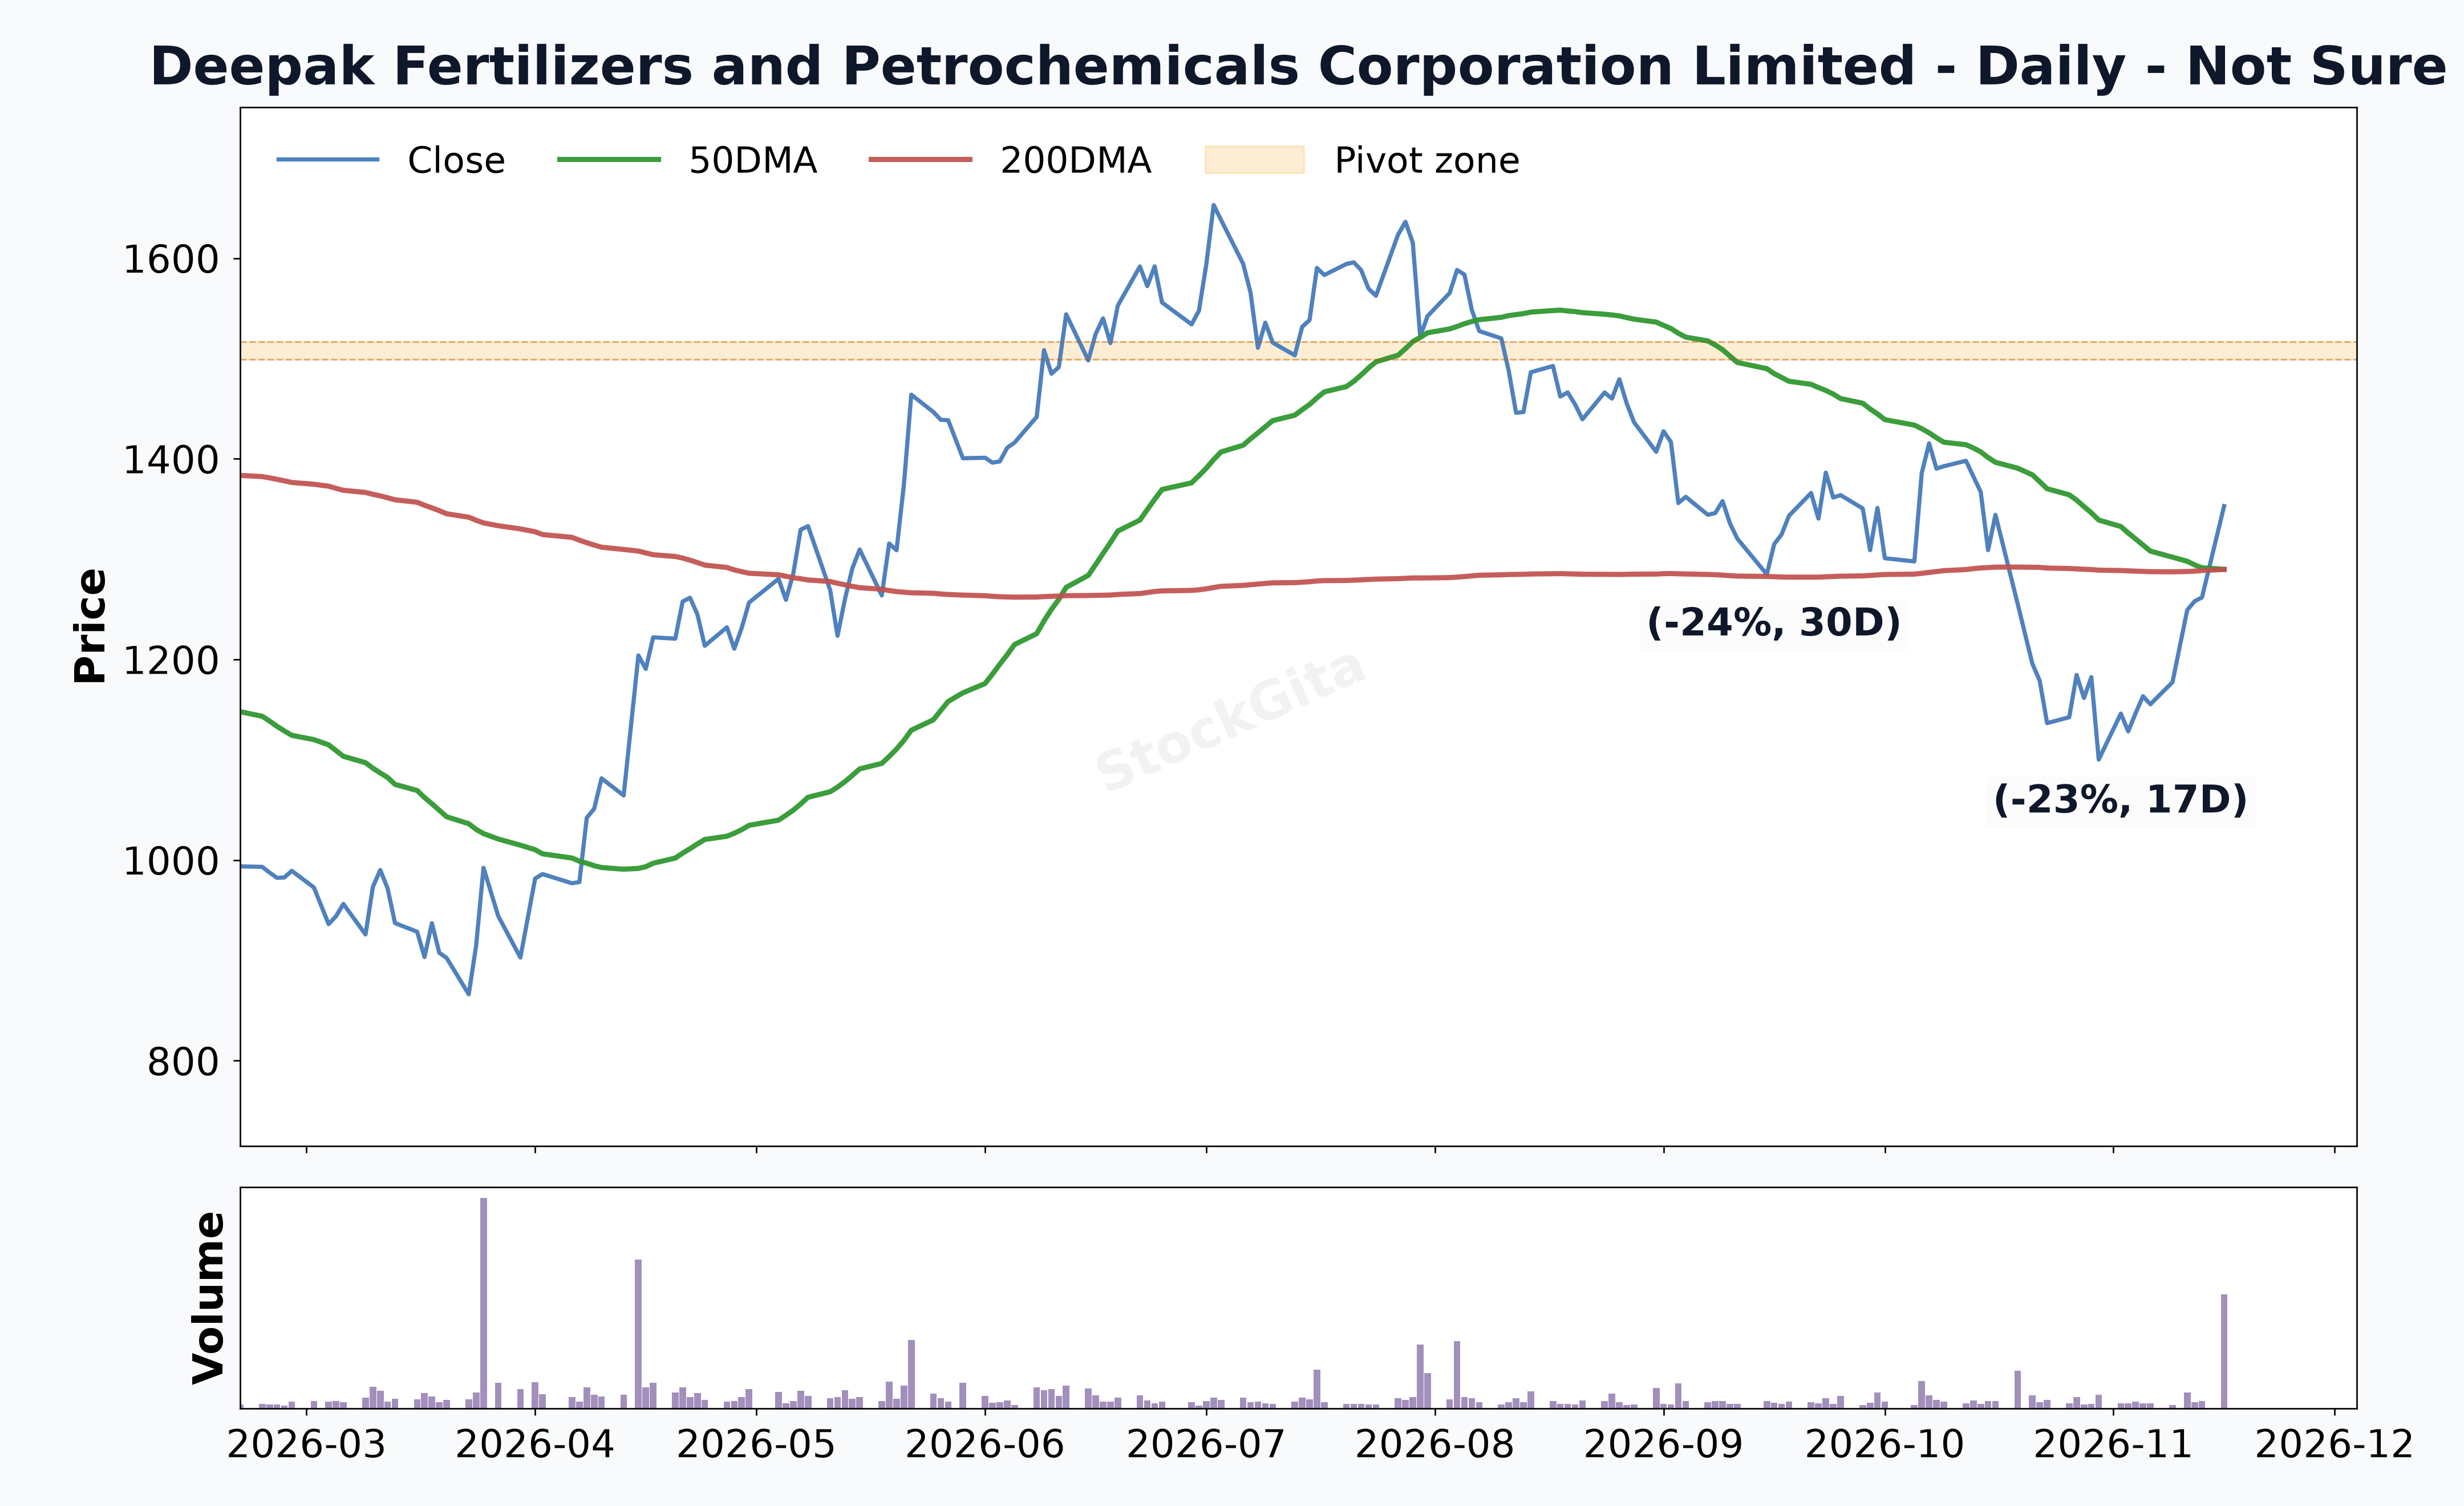 Deepak Fertilizers and Petrochemicals Corporation Limited - Daily - Not Sure
Close 50DMA 200DMA Pivot zone
Price
1600
1400
1200
1000
800
(-24%, 30D)
(-23%, 17D)
StockGita
Volume
2026-03 2026-04 2026-05 2026-06 2026-07 2026-08 2026-09 2026-10 2026-11 2026-12